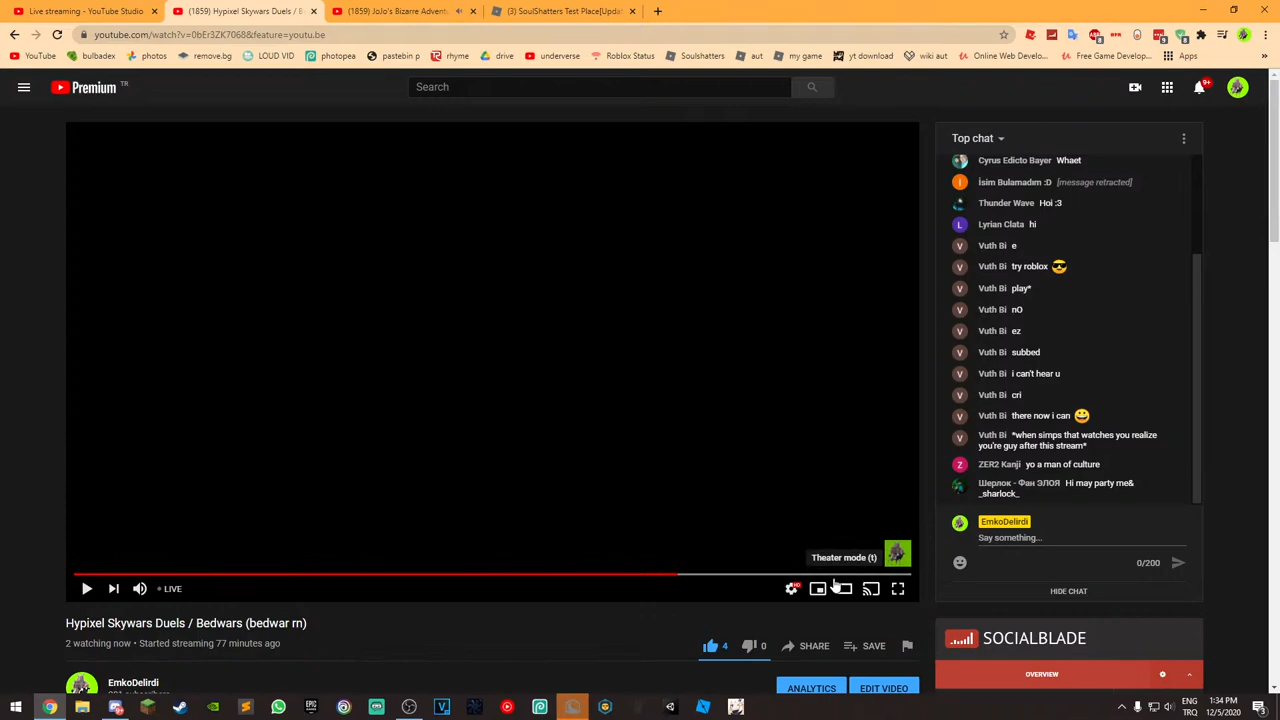 Live streaming - YouTube Studio
(1859) Hypixel Skywars Duels / B
(1859) JoJo's Bizarre Adventu
(3) SoulShatters Test Place[Updat
youtube.com/watch?v=0bEr3ZK7068&feature=youtu.be
YouTube
bulbadex
photos
remove.bg
LOUD VID
photopea
pastebin p
rhyme
drive
underverse
Roblox Status
Soulshatters
aut
my game
yt download
wiki aut
Online Web Develo...
Free Game Develop...
Apps
Premium TR
Search
9+
Top chat
Cyrus Edicto Bayer Whaet
İsim Bulamadım :D [message retracted]
Thunder Wave Hoi :3
Lyrian Clata hi
Vuth Bi e
Vuth Bi try roblox
Vuth Bi play*
Vuth Bi nO
Vuth Bi ez
Vuth Bi subbed
Vuth Bi i can't hear u
Vuth Bi cri
Vuth Bi there now i can
Vuth Bi *when simps that watches you realize
you're guy after this stream*
ZER2 Kanji yo a man of culture
Шерлок - Фан ЭЛОЯ Hi may party me&
_sharlock_
EmkoDelirdi
Say something...
0/200
HIDE CHAT
Theater mode (t)
LIVE
Hypixel Skywars Duels / Bedwars (bedwar rn)
2 watching now • Started streaming 77 minutes ago
4
0
SHARE
SAVE
EmkoDelirdi
ANALYTICS
EDIT VIDEO
SOCIALBLADE
OVERVIEW
ENG
TRQ
1:34 PM
12/5/2020